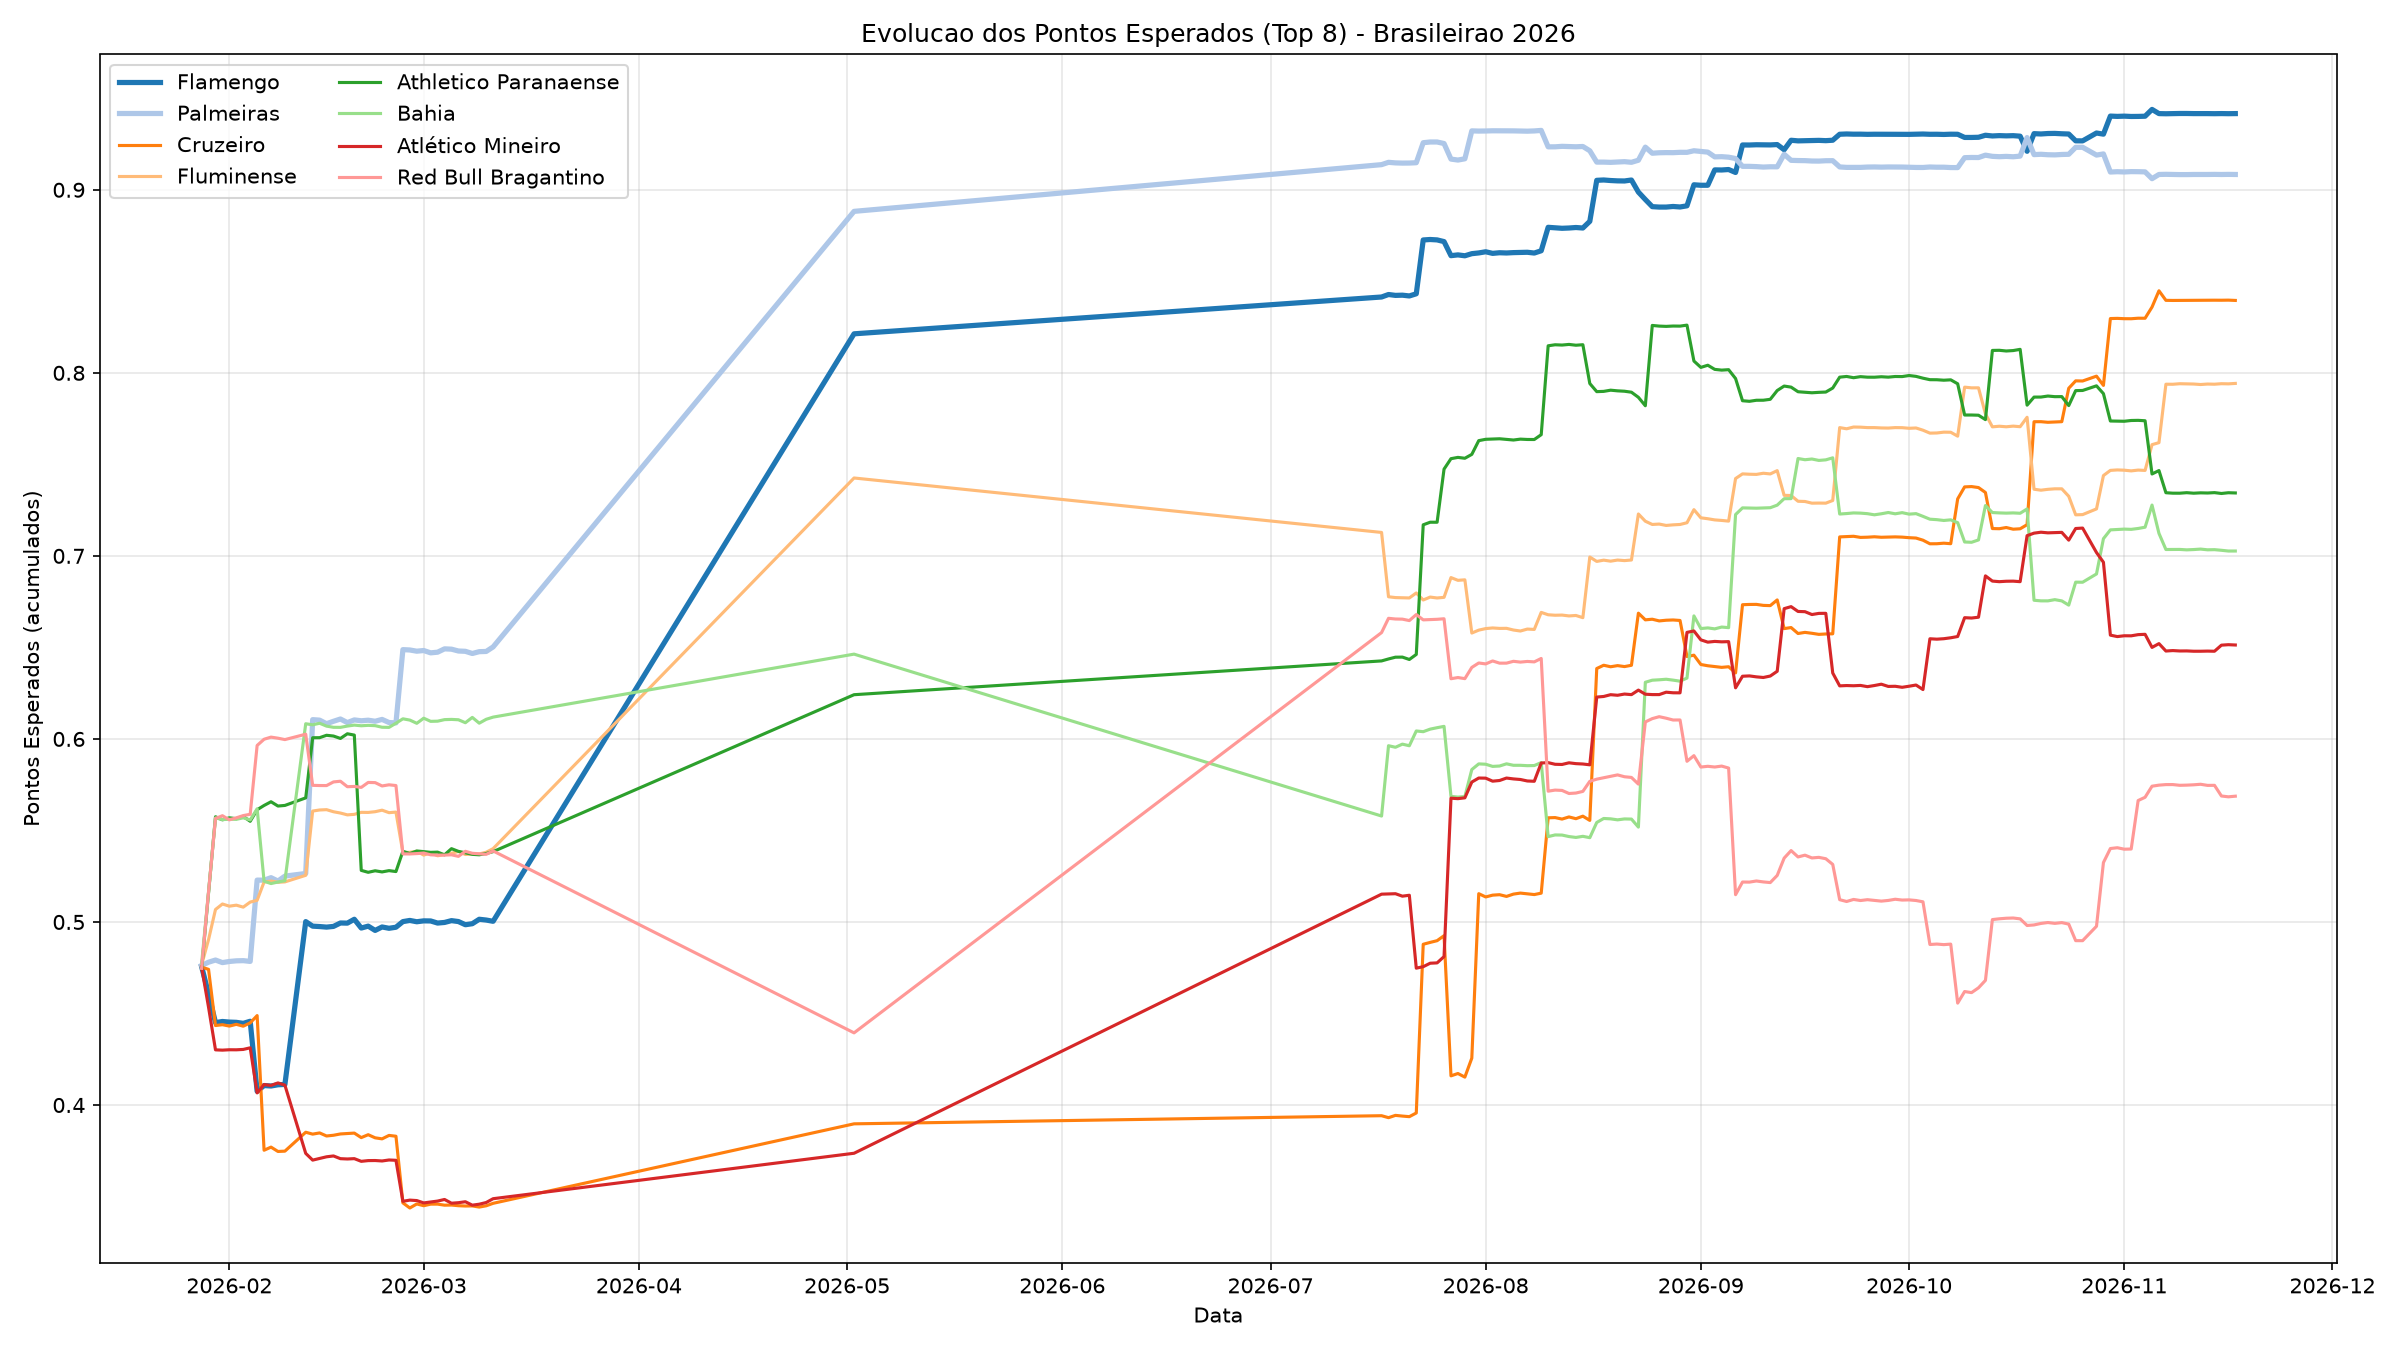 Evolucao dos Pontos Esperados (Top 8) - Brasileirao 2026
Flamengo
Palmeiras
Cruzeiro
Fluminense
Athletico Paranaense
Bahia
Atlético Mineiro
Red Bull Bragantino
Pontos Esperados (acumulados)
0.9
0.8
0.7
0.6
0.5
0.4
2026-02 2026-03 2026-04 2026-05 2026-06 2026-07 2026-08 2026-09 2026-10 2026-11 2026-12
Data